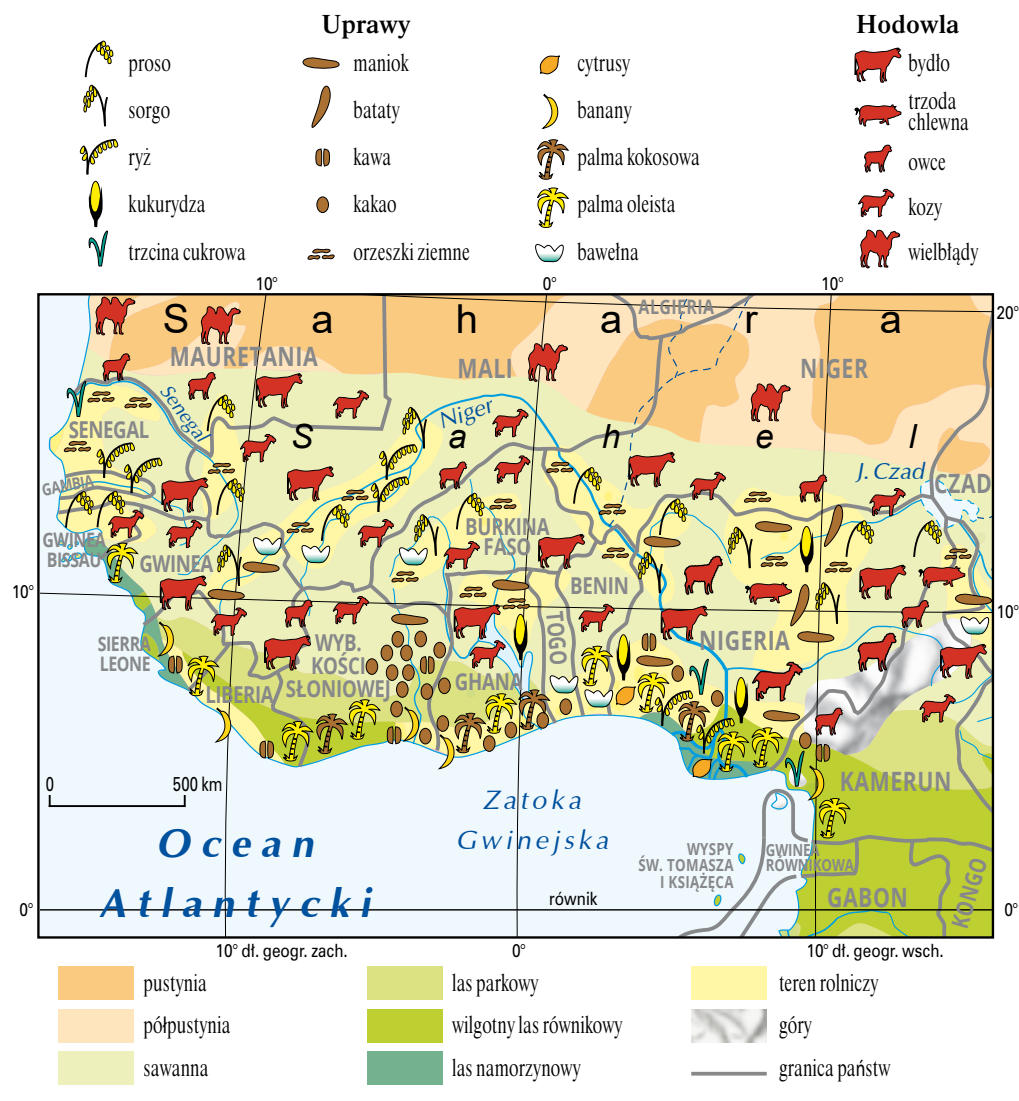 Uprawy
Hodowla
proso
maniok
cytrusy
bydło
sorgo
bataty
banany
trzoda
chlewna
ryż
kawa
palma kokosowa
owce
kukurydza
kakao
palma oleista
kozy
trzcina cukrowa
orzeszki ziemne
bawełna
wielbłądy
10°
0°
10°
20°
ALGIERIA
S a h a r a
MAURETANIA
MALI
NIGER
Senegal
Niger
SENEGAL
S a h e l
J. Czad
CZAD
GAMBIA
GWINEA
BISSAU
GWINEA
BURKINA
FASO
BENIN
10°
10°
TOGO
NIGERIA
SIERRA
LEONE
WYB.
KOŚCI
SŁONIOWEJ
LIBERIA
GHANA
KAMERUN
0
500 km
Zatoka
Gwinejska
Ocean
Atlantycki
WYSPY
ŚW. TOMASZA
I KSIĄŻĘCA
GWINEA
RÓWNIKOWA
GABON
KONGO
równik
0°
0°
10° dł. geogr. zach.
0°
10° dł. geogr. wsch.
pustynia
las parkowy
teren rolniczy
półpustynia
wilgotny las równikowy
góry
sawanna
las namorzynowy
granica państw